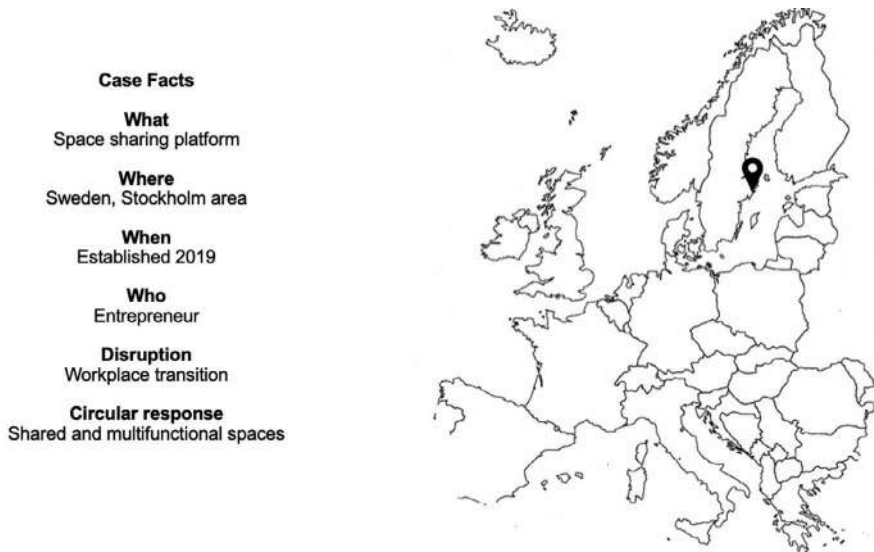 Case Facts
What
Space sharing platform
Where
Sweden, Stockholm area
When
Established 2019
Who
Entrepreneur
Disruption
Workplace transition
Circular response
Shared and multifunctional spaces